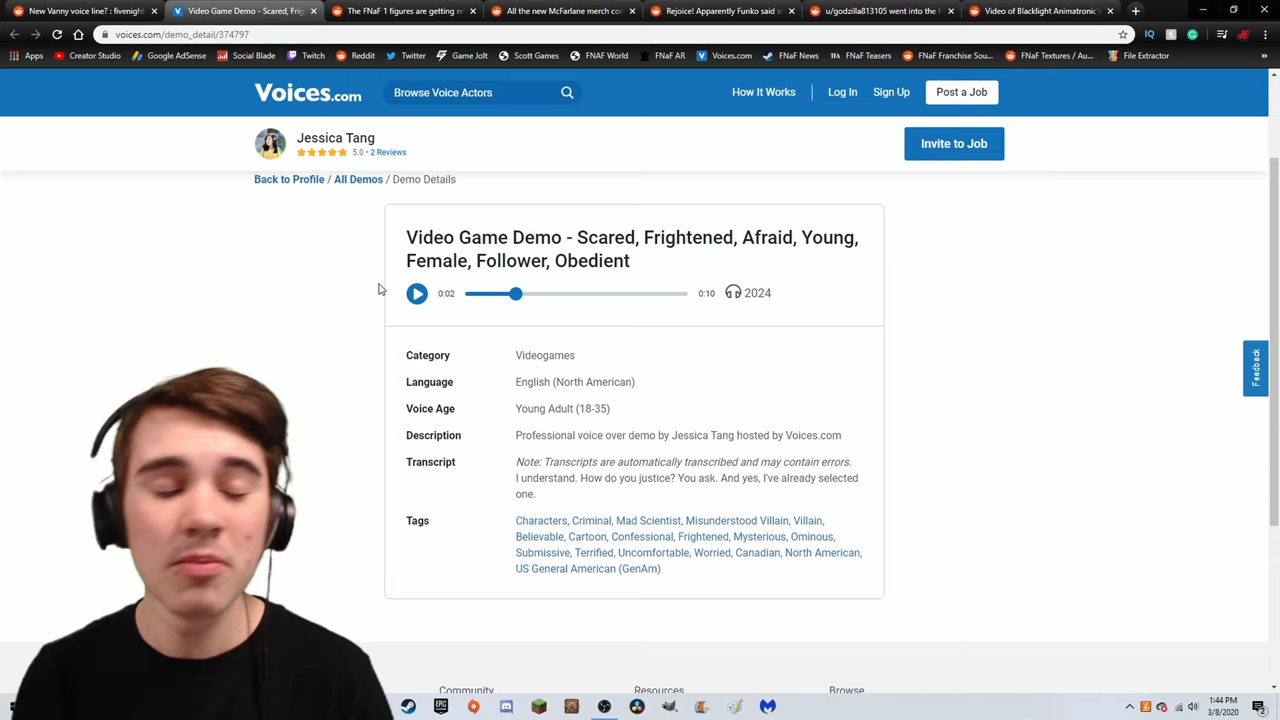 New Vanny voice line? : fivenight
Video Game Demo - Scared, Frig
The FNaF 1 figures are getting re
All the new McFarlane merch con
Rejoice! Apparently Funko said s
u/godzilla813105 went into the f
Video of Blacklight Animatronic's
voices.com/demo_detail/374797
Apps
Creator Studio
Google AdSense
Social Blade
Twitch
Reddit
Twitter
Game Jolt
Scott Games
FNAF World
FNAF AR
Voices.com
FNaF News
FNaF Teasers
FNAF Franchise Sou...
FNAF Textures / Au...
File Extractor
Voices.com
Browse Voice Actors
How It Works
Log In
Sign Up
Post a Job
Jessica Tang
5.0 • 2 Reviews
Invite to Job
Back to Profile / All Demos / Demo Details
Video Game Demo - Scared, Frightened, Afraid, Young,
Female, Follower, Obedient
0:02
0:10
2024
Category Videogames
Language English (North American)
Voice Age Young Adult (18-35)
Description Professional voice over demo by Jessica Tang hosted by Voices.com
Transcript Note: Transcripts are automatically transcribed and may contain errors.
I understand. How do you justice? You ask. And yes, I've already selected
one.
Tags Characters, Criminal, Mad Scientist, Misunderstood Villain, Villain,
Believable, Cartoon, Confessional, Frightened, Mysterious, Ominous,
Submissive, Terrified, Uncomfortable, Worried, Canadian, North American,
US General American (GenAm)
Feedback
Community
Resources
Browse
1:44 PM
3/8/2020